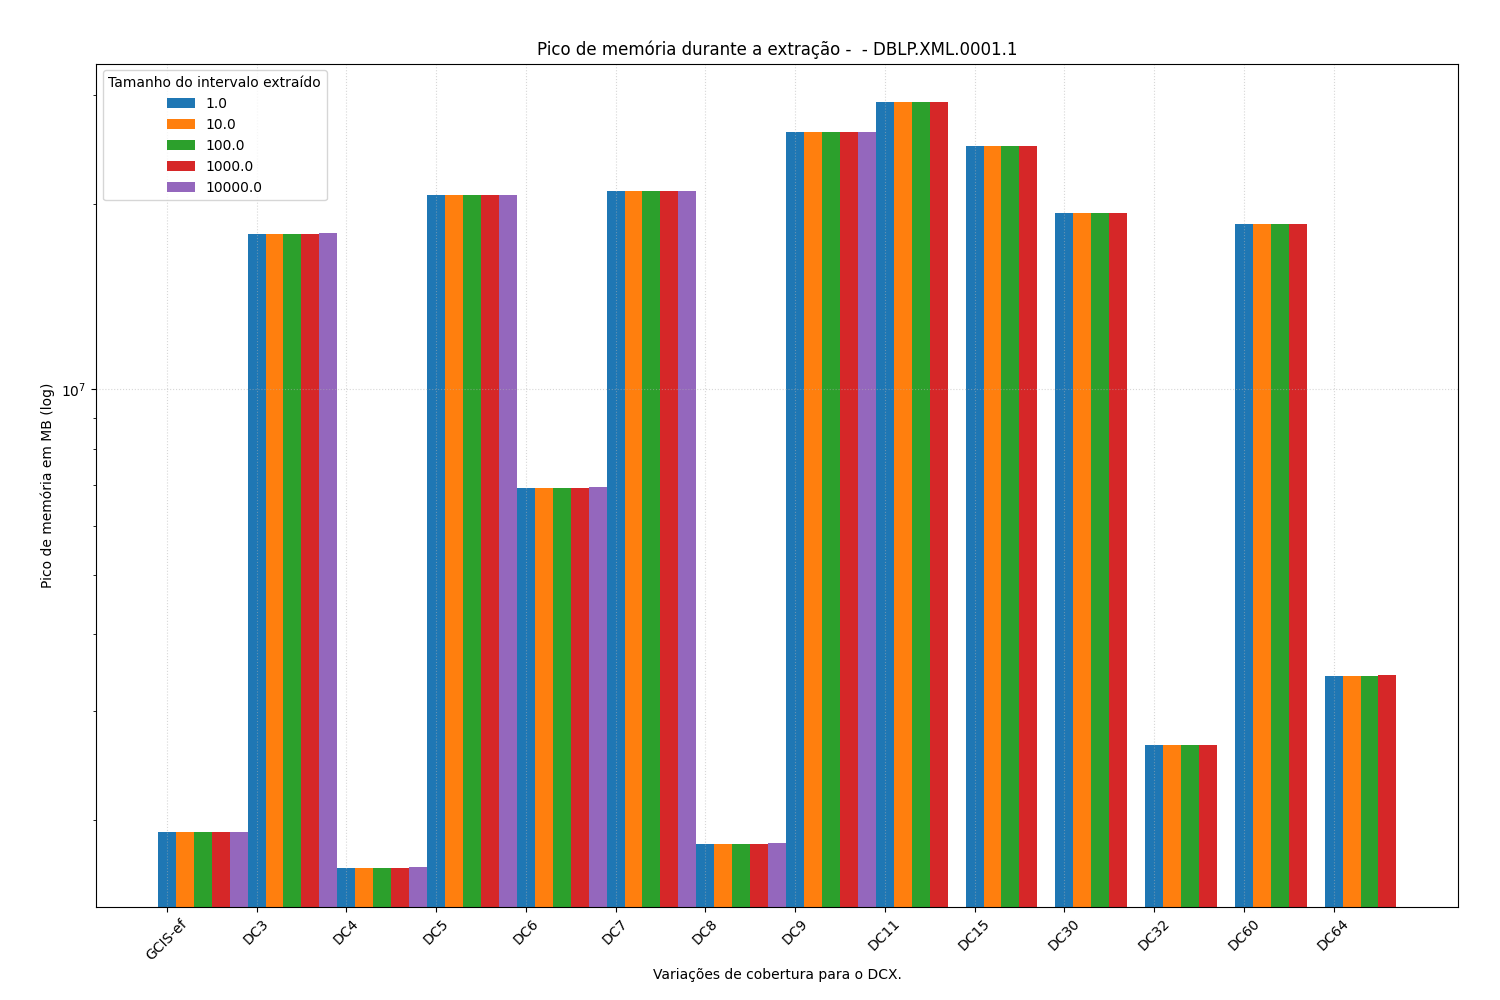 Pico de memória durante a extração -  - DBLP.XML.0001.1
Tamanho do intervalo extraído
1.0
10.0
100.0
1000.0
10000.0
Pico de memória em MB (log)
10⁷
GCIS-ef
DC3
DC4
DC5
DC6
DC7
DC8
DC9
DC11
DC15
DC30
DC32
DC60
DC64
Variações de cobertura para o DCX.